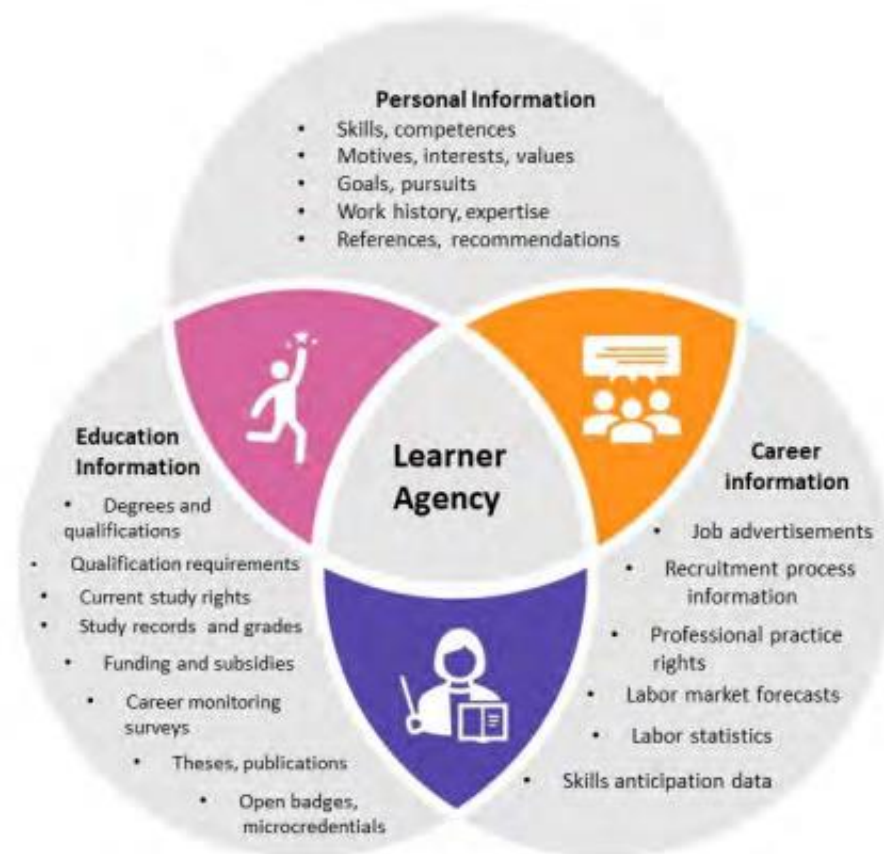 Personal Information
• Skills, competences
• Motives, interests, values
• Goals, pursuits
• Work history, expertise
• References, recommendations
Education
Information
• Degrees and
qualifications
• Qualification requirements
• Current study rights
• Study records and grades
• Funding and subsidies
• Career monitoring
surveys
• Theses, publications
• Open badges,
microcredentials
Learner
Agency
Career
information
• Job advertisements
• Recruitment process
information
• Professional practice
rights
• Labor market forecasts
• Labor statistics
• Skills anticipation data